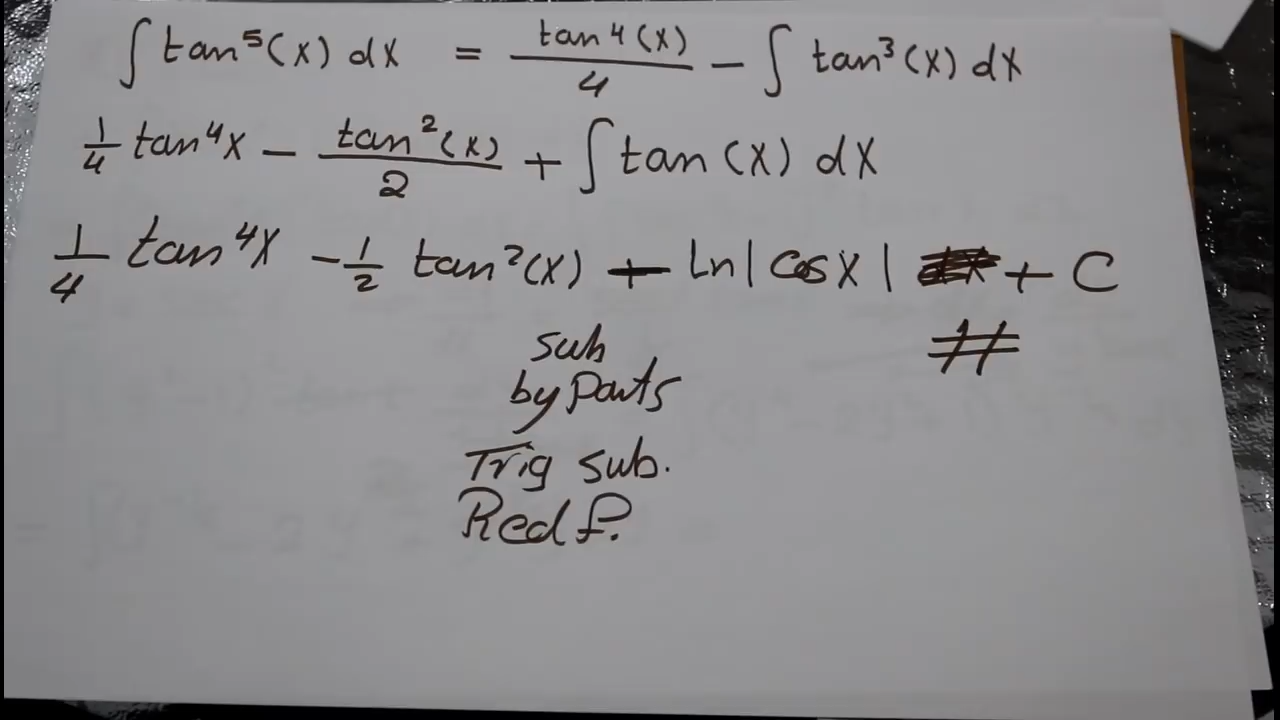 ∫ tan⁵(x) dx = tan⁴(x)/4 − ∫ tan³(x) dx
1/4 tan⁴x − tan²(x)/2 + ∫ tan(x) dx
1/4 tan⁴x − 1/2 tan²(x) − ln|cosx| + C
sub
by parts
Trig sub.
Red f.